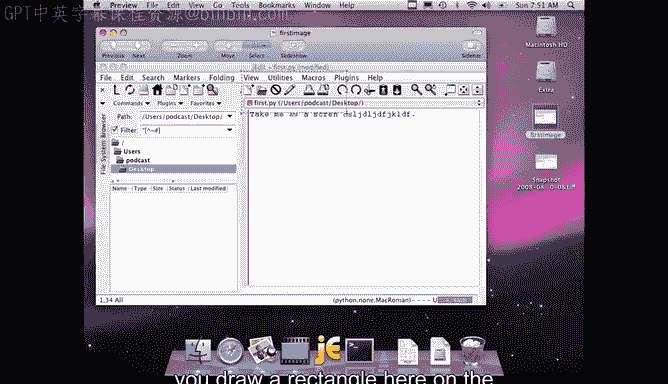 GPT中英字幕课程资源@bilibili.com
Preview File Edit View Go Tools Bookmarks Window Help
Sun 7:51 AM
firstimage
Previous Next Zoom Move Select Slideshow Sidebar
jEdit - first.py (modified)
File Edit Search Markers Folding View Utilities Macros Plugins Help
Commands Plugins Favorites
first.py (/Users/podcast/Desktop/)
Path: /Users/podcast/Desktop/
Filter: *[^~#]
/
Users
podcast
Desktop
File System Browser
Name Type Size Status Last modified
Take me as a
1,34 All
(python,none,MacRoman)- - - - U
Macintosh HD
Extra
firstimage
Snapshot
jE
you draw a rectangle here on the